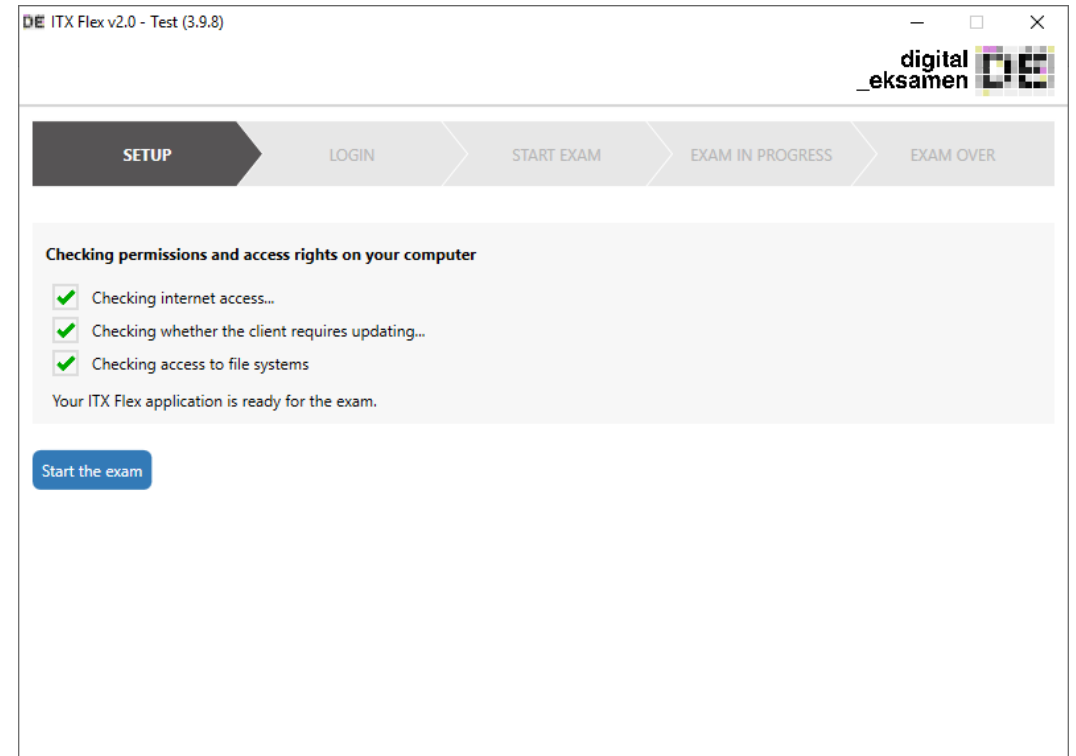 DE ITX Flex v2.0 - Test (3.9.8)
digital
_eksamen DE
SETUP LOGIN START EXAM EXAM IN PROGRESS EXAM OVER
Checking permissions and access rights on your computer
Checking internet access...
Checking whether the client requires updating...
Checking access to file systems
Your ITX Flex application is ready for the exam.
Start the exam